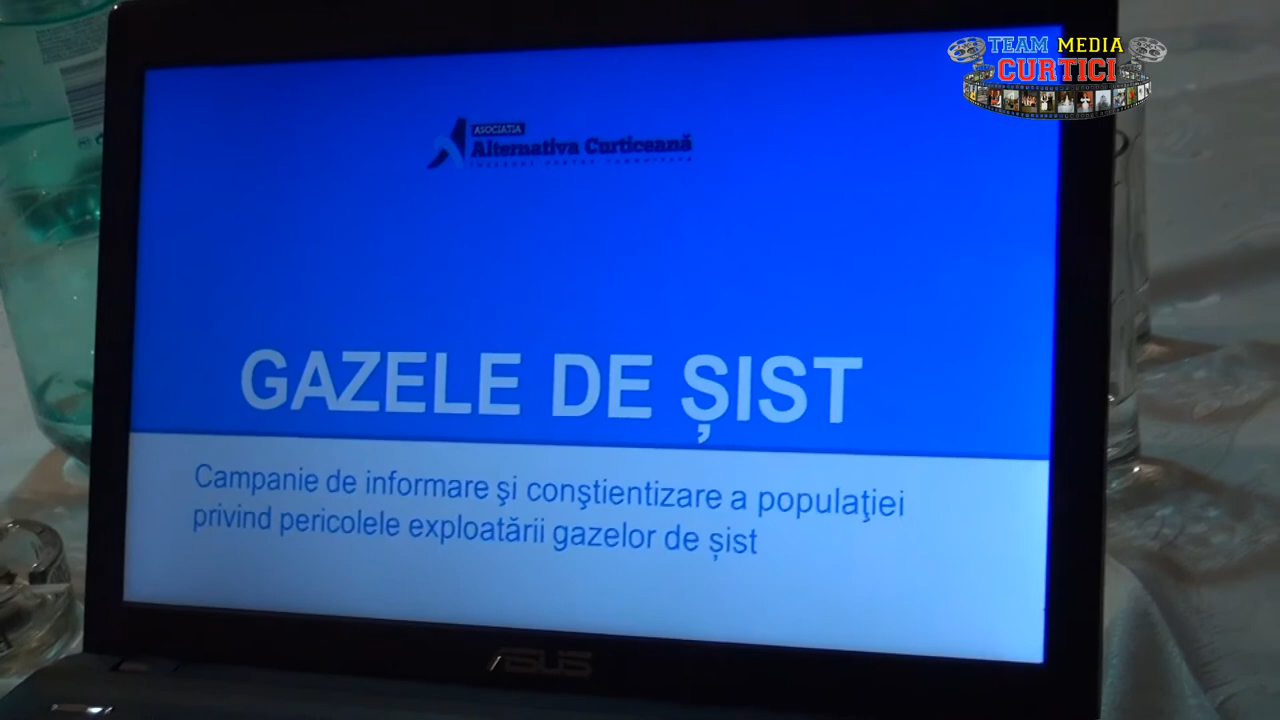 TEAM MEDIA
CURTICI
ASOCIAȚIA
Alternativa Curticeană
GAZELE DE ȘIST
Campanie de informare şi conştientizare a populaţiei
privind pericolele exploatării gazelor de șist
ASUS